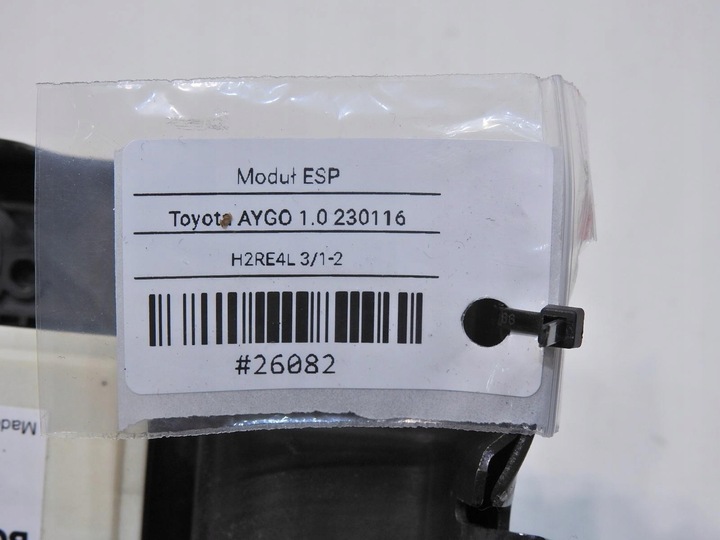 Moduł ESP
Toyota AYGO 1.0 230116
H2RE4L 3/1-2
#26082